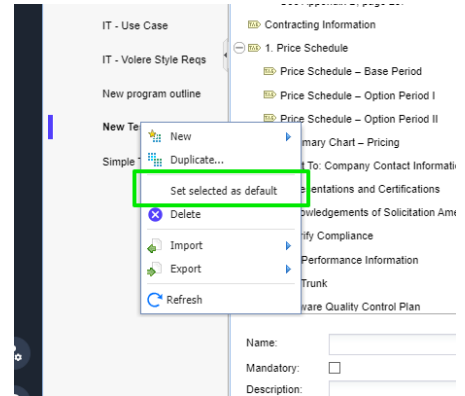 IT - Use Case
IT - Volere Style Reqs
New program outline
New Te
Simple
New
Duplicate...
Set selected as default
Delete
Import
Export
Refresh
Contracting Information
1. Price Schedule
Price Schedule – Base Period
Price Schedule – Option Period I
Price Schedule – Option Period II
mary Chart – Pricing
t To: Company Contact Informatio
entations and Certifications
owledgements of Solicitation Ame
rify Compliance
Performance Information
Trunk
ware Quality Control Plan
Name:
Mandatory:
Description: